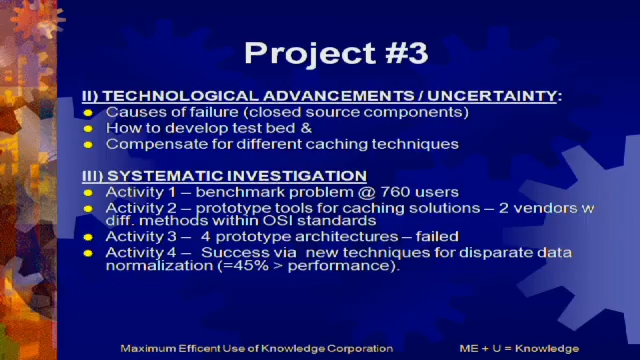 Project #3
II) TECHNOLOGICAL ADVANCEMENTS / UNCERTAINTY:
Causes of failure (closed source components)
How to develop test bed &
Compensate for different caching techniques
III) SYSTEMATIC INVESTIGATION
Activity 1 – benchmark problem @ 760 users
Activity 2 – prototype tools for caching solutions – 2 vendors w
diff. methods within OSI standards
Activity 3 – 4 prototype architectures – failed
Activity 4 – Success via new techniques for disparate data
normalization (=45% > performance).
Maximum Efficent Use of Knowledge Corporation
ME + U = Knowledge